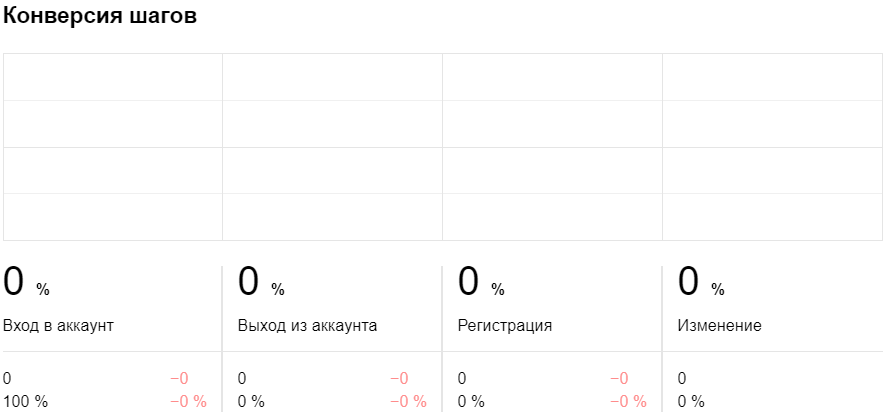 Конверсия шагов
0 % 0 % 0 % 0 %
Вход в аккаунт Выход из аккаунта Регистрация Изменение
0 −0 0 −0 0 −0 0
100 % −0 % 0 % −0 % 0 % −0 % 0 %